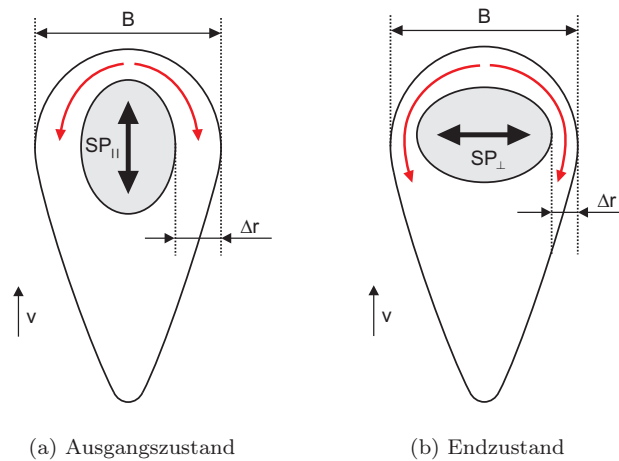 B
SP||
Δr
v
(a) Ausgangszustand
B
SP⊥
Δr
v
(b) Endzustand